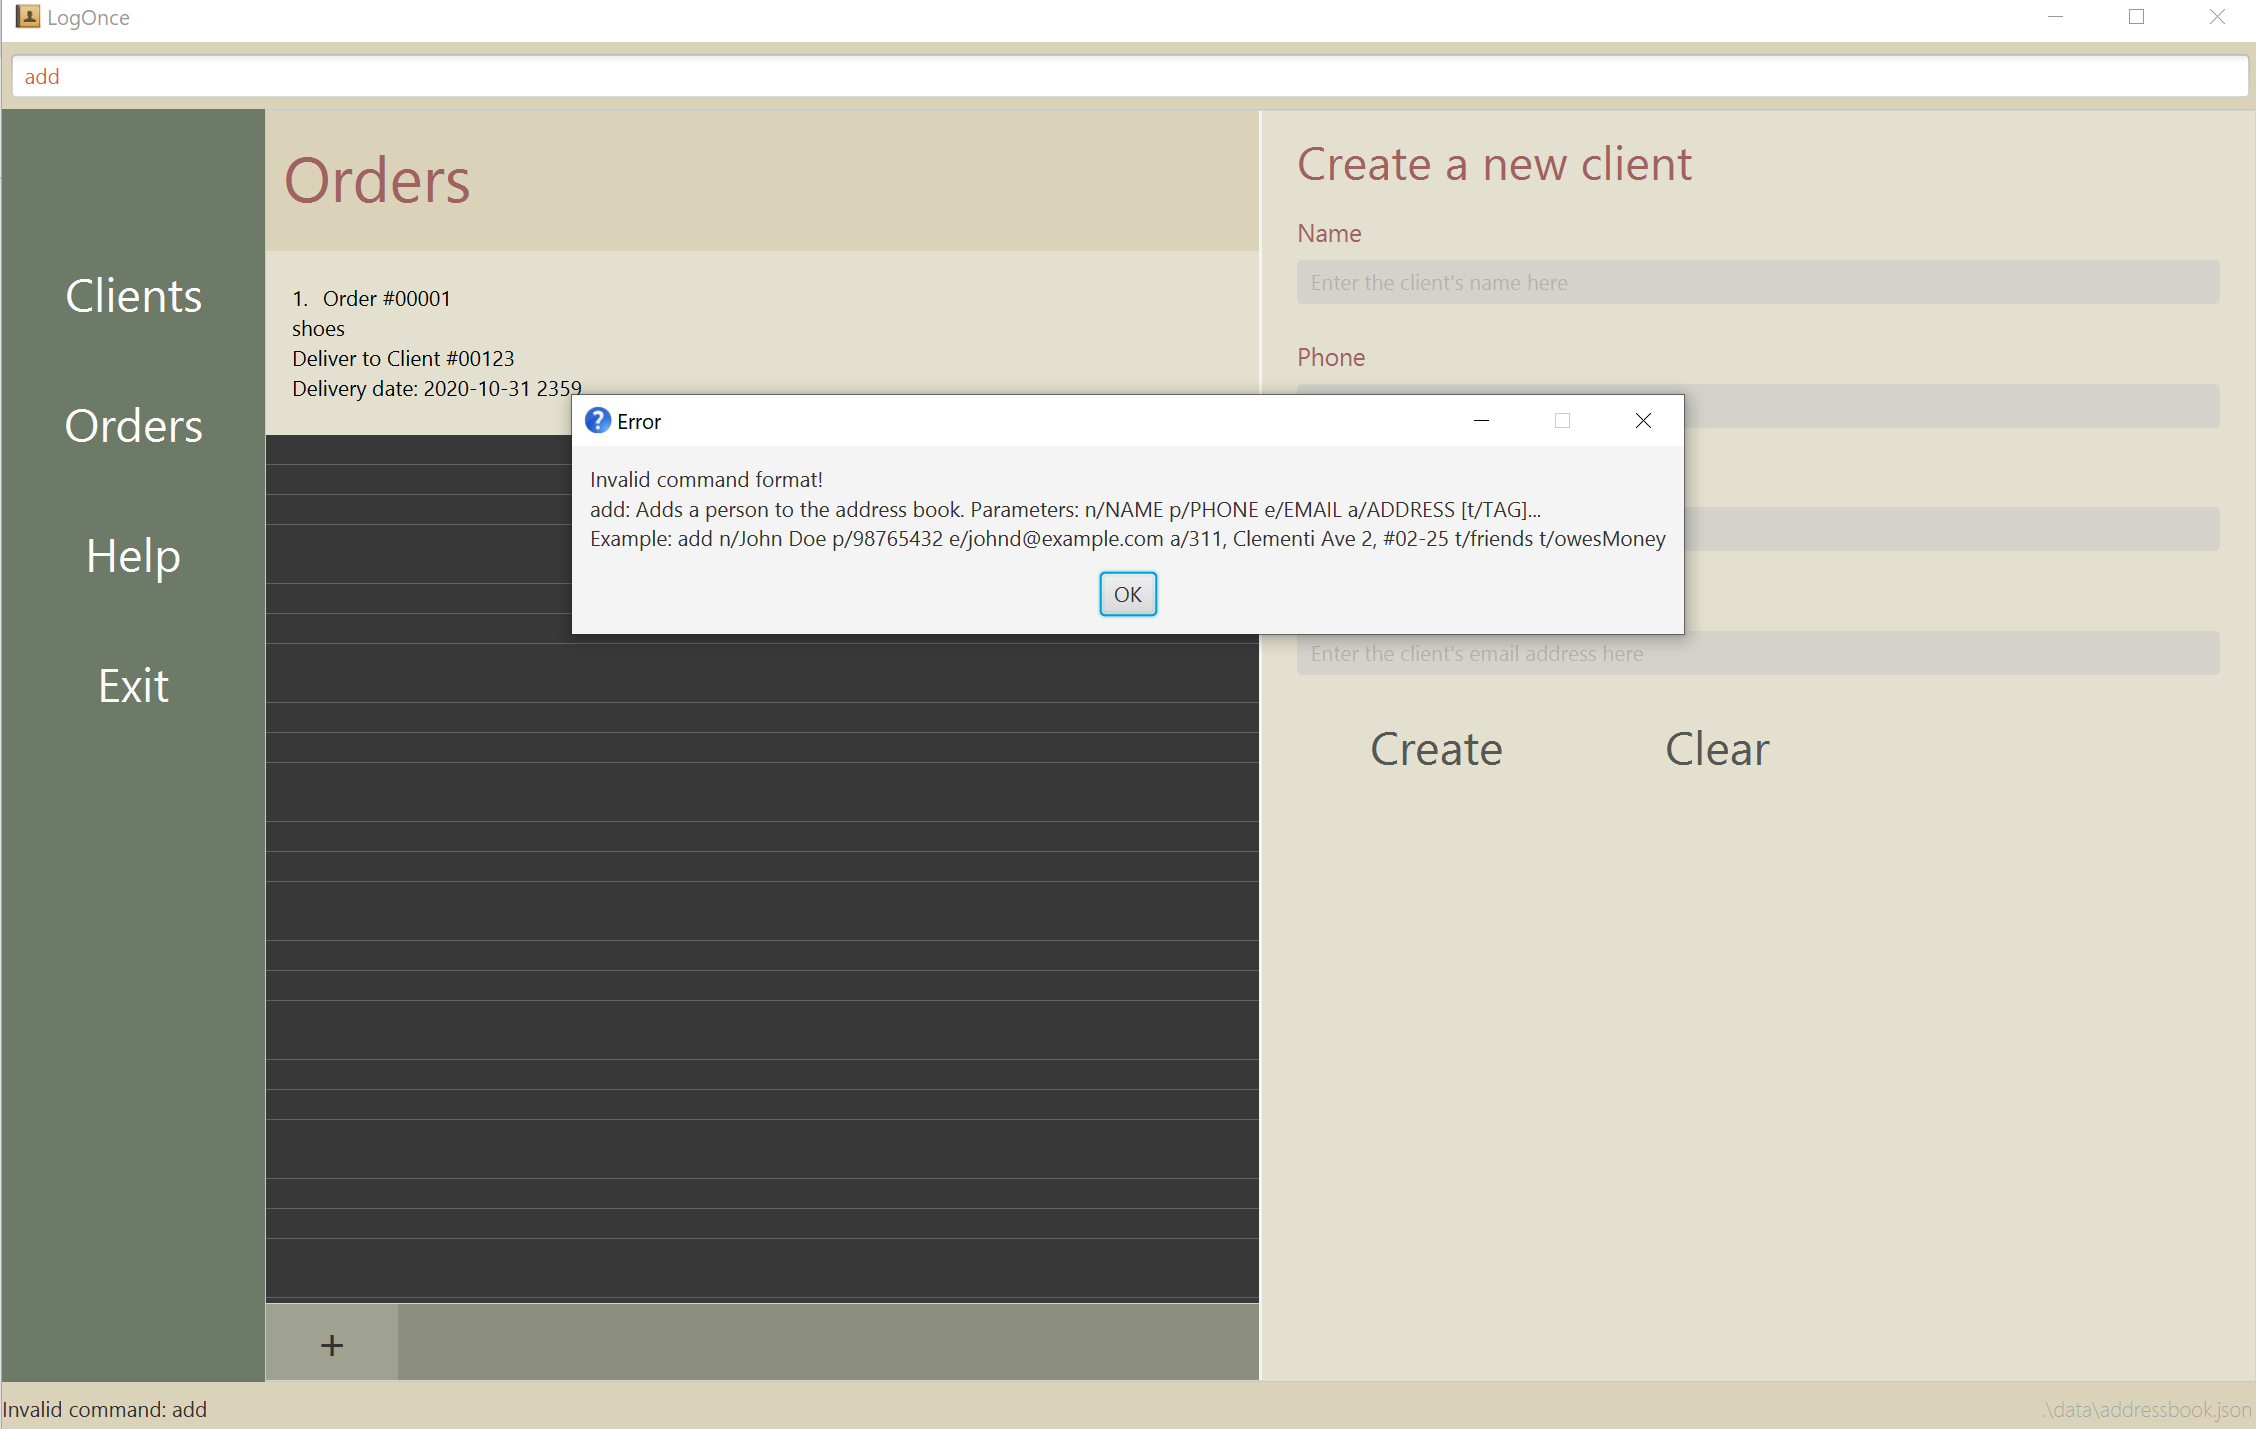 LogOnce
add
Clients
Orders
Help
Exit
Orders
1. Order #00001
shoes
Deliver to Client #00123
Delivery date: 2020-10-31 2359
+
Create a new client
Name
Enter the client's name here
Phone
Enter the client's email address here
Create
Clear
Error
Invalid command format!
add: Adds a person to the address book. Parameters: n/NAME p/PHONE e/EMAIL a/ADDRESS [t/TAG]...
Example: add n/John Doe p/98765432 e/johnd@example.com a/311, Clementi Ave 2, #02-25 t/friends t/owesMoney
OK
Invalid command: add
.\data\addressbook.json